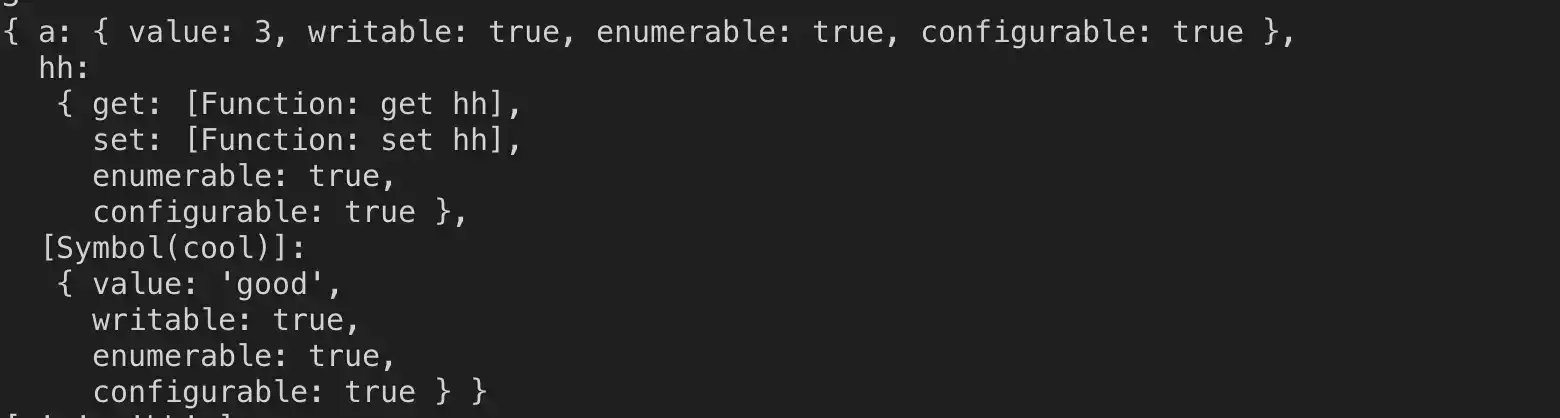 { a: { value: 3, writable: true, enumerable: true, configurable: true },
hh:
{ get: [Function: get hh],
set: [Function: set hh],
enumerable: true,
configurable: true },
[Symbol(cool)]:
{ value: 'good',
writable: true,
enumerable: true,
configurable: true } }